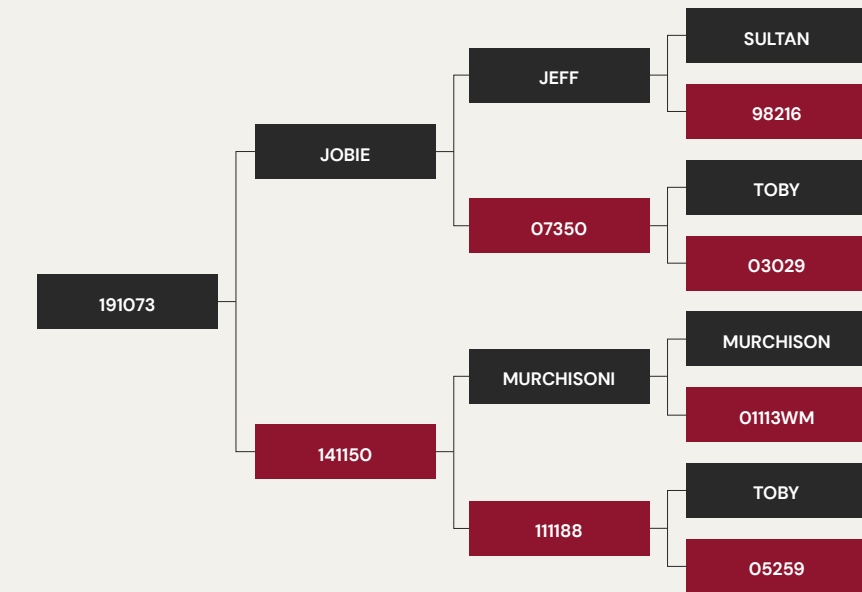 SULTAN
JEFF
98216
JOBIE
TOBY
07350
03029
191073
MURCHISON
MURCHISONI
01113WM
141150
TOBY
111188
05259